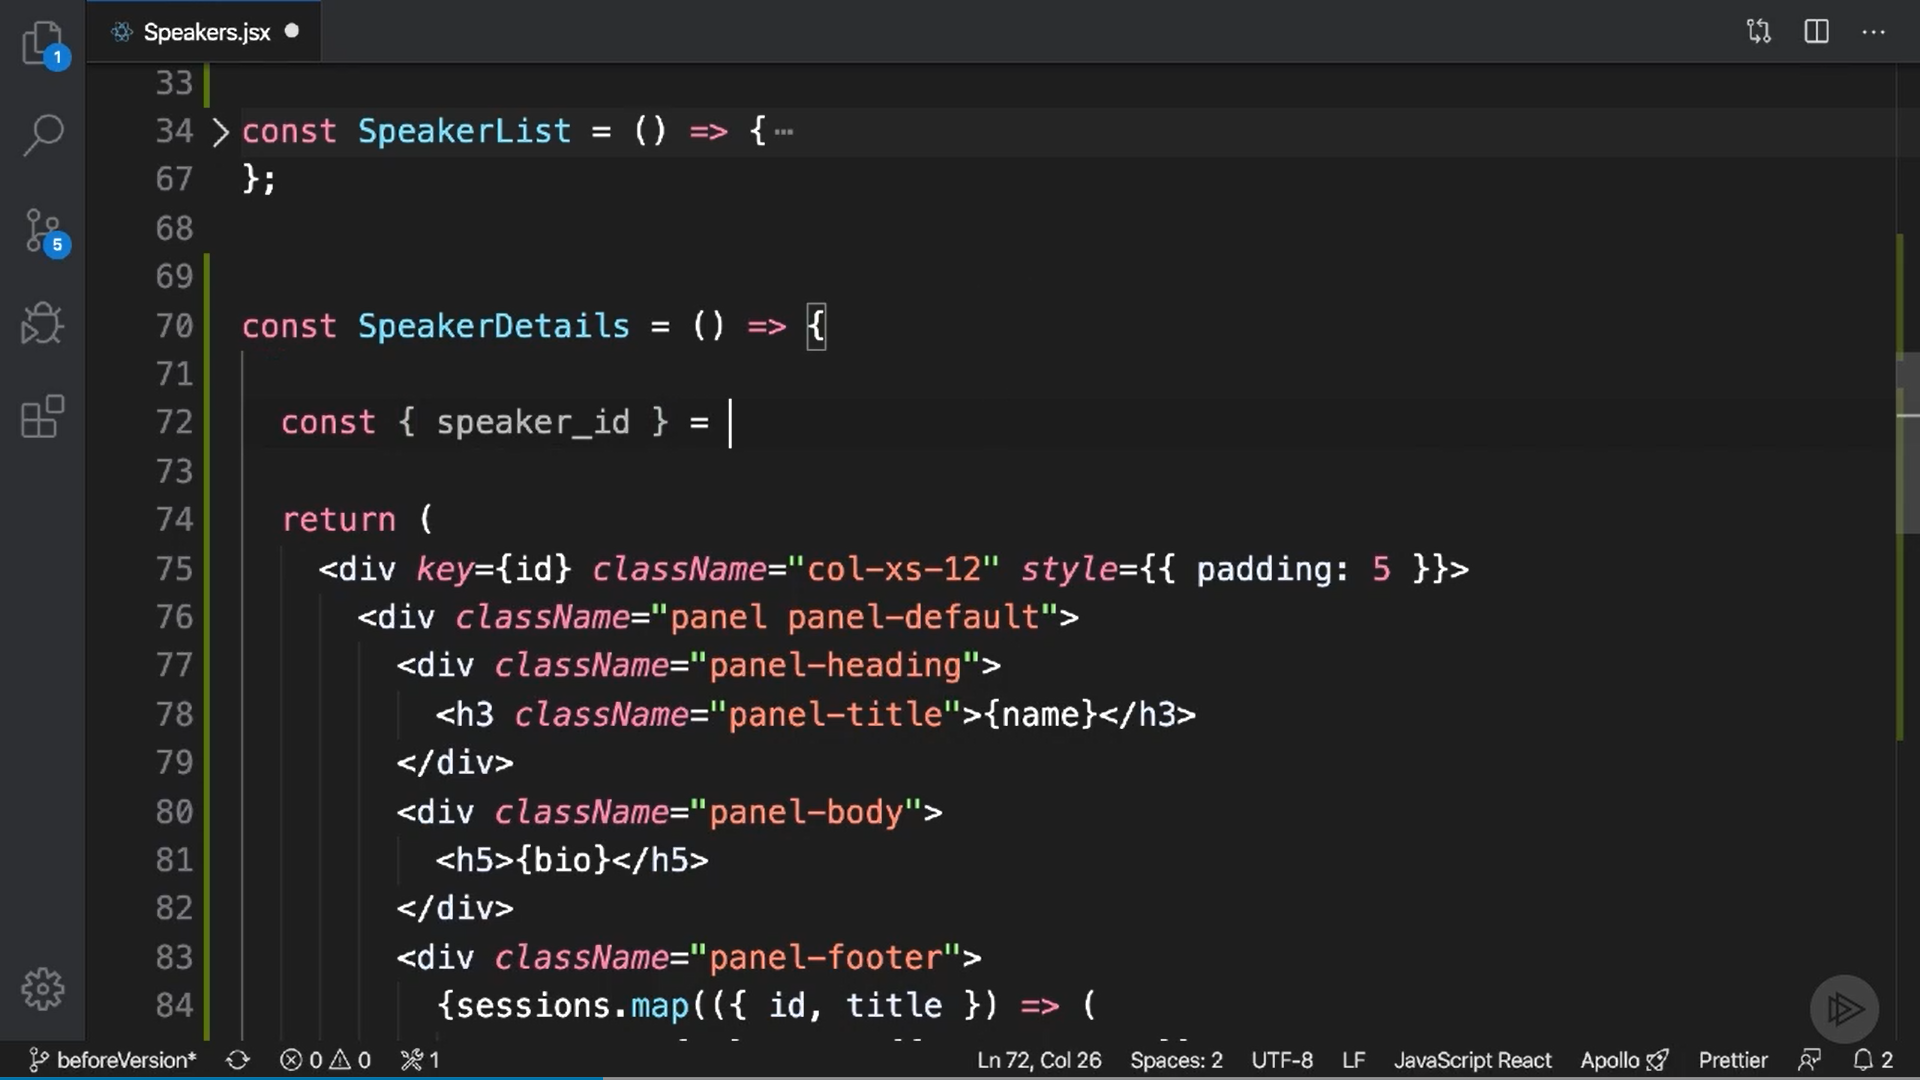 Speakers.jsx
1
33
34 const SpeakerList = () => { ⋯
67 };
68
5
69
70 const SpeakerDetails = () => {
71
72 const { speaker_id } =
73
74 return (
75 <div key={id} className="col-xs-12" style={{ padding: 5 }}>
76 <div className="panel panel-default">
77 <div className="panel-heading">
78 <h3 className="panel-title">{name}</h3>
79 </div>
80 <div className="panel-body">
81 <h5>{bio}</h5>
82 </div>
83 <div className="panel-footer">
84 {sessions.map(({ id, title }) => (
beforeVersion* 0 0 1 Ln 72, Col 26 Spaces: 2 UTF-8 LF JavaScript React Apollo Prettier 2